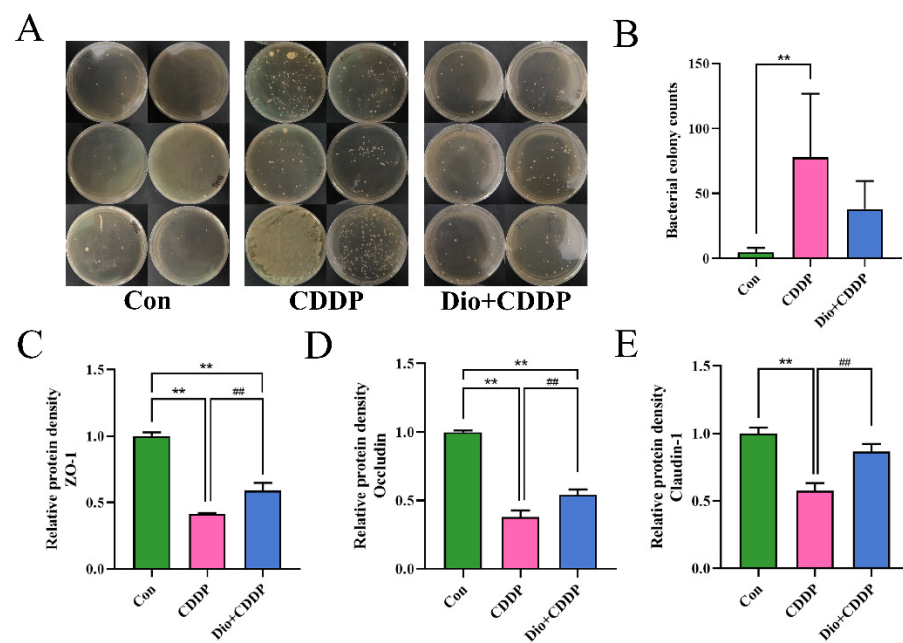 A
Con
CDDP
Dio+CDDP
B
Bacterial colony counts
150
100
50
0
**
Con
CDDP
Dio+CDDP
C
Relative protein density
ZO-1
1.5
1.0
0.5
0.0
**
**
##
Con
CDDP
Dio+CDDP
D
Relative protein density
Occludin
1.5
1.0
0.5
0.0
**
**
##
Con
CDDP
Dio+CDDP
E
Relative protein density
Claudin-1
1.5
1.0
0.5
0.0
**
##
Con
CDDP
Dio+CDDP